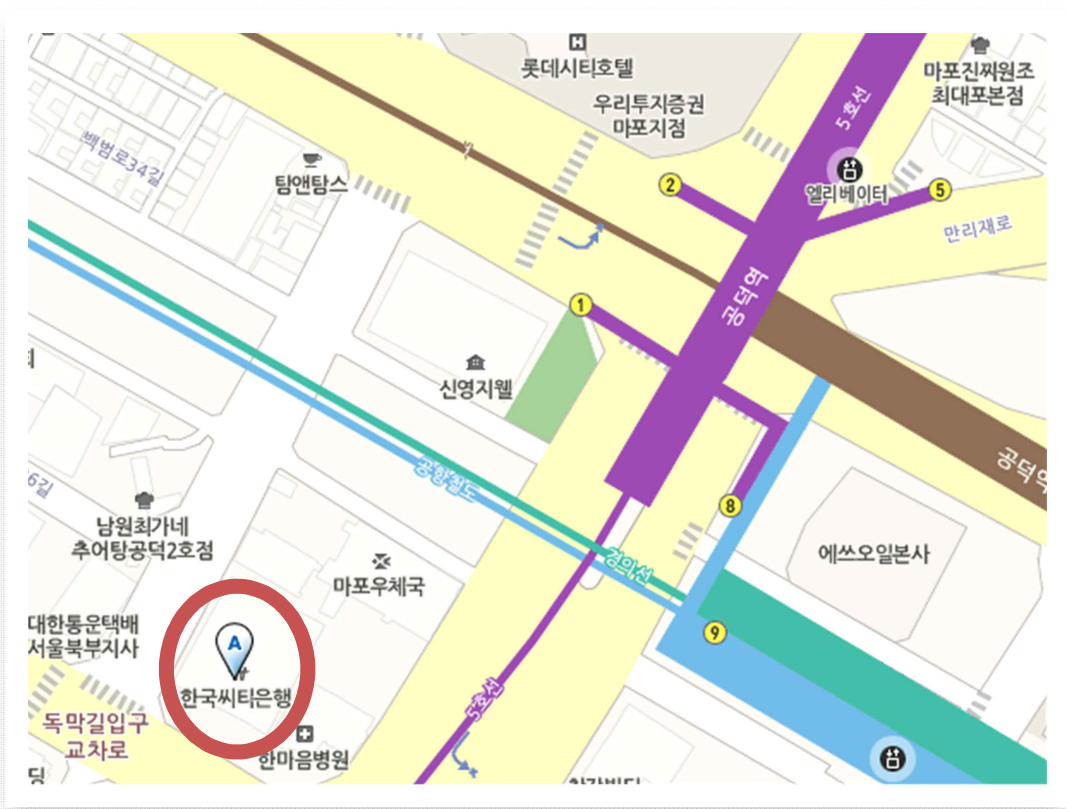 롯데시티호텔
마포진찌원조
최대포본점
5호선
우리투자증권
마포지점
백범로34길
탐앤탐스
2
엘리베이터
5
만리재로
공덕역
1
신영지웰
공덕역
6길
공항철도
8
남원최가네
추어탕공덕2호점
에쓰오일본사
경의선
마포우체국
대한통운택배
서울북부지사
A
9
한국씨티은행
5호선
독막길입구
교차로
한마음병원
딩